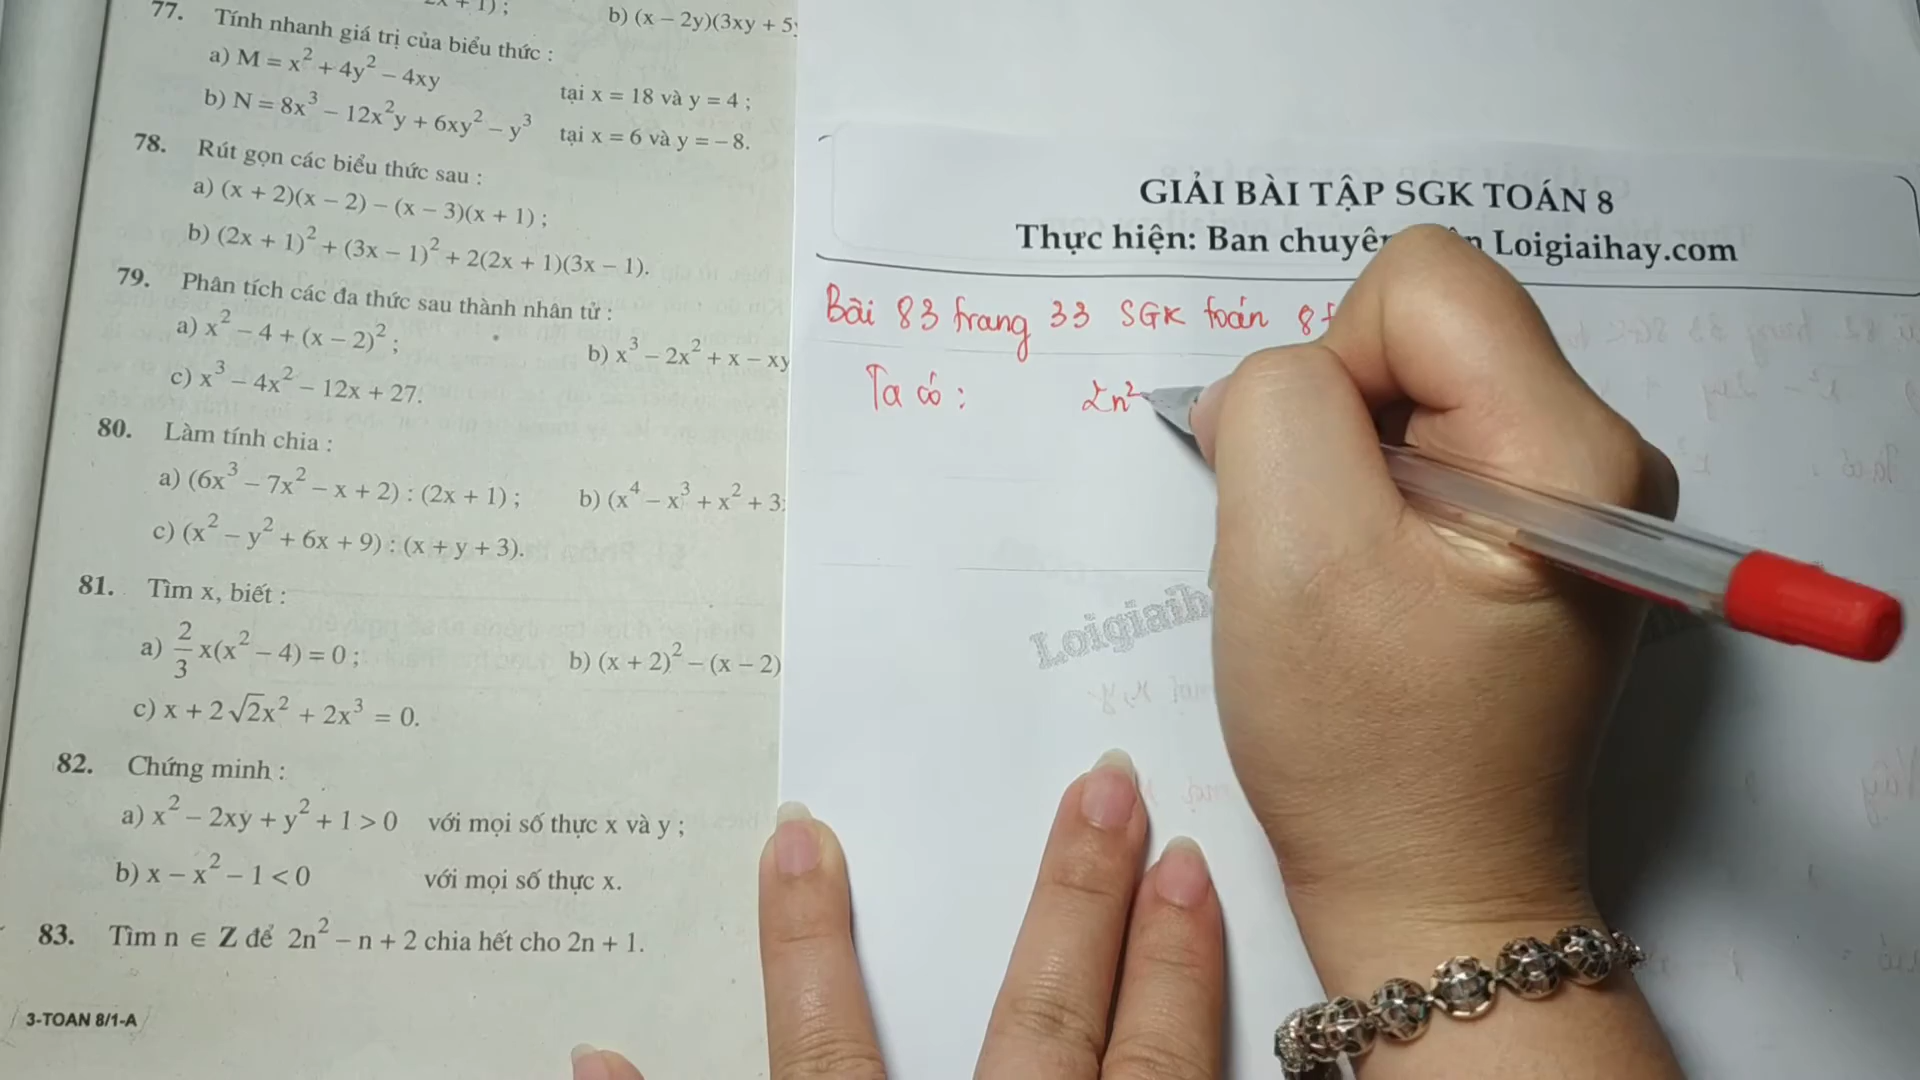 b) (x – 2y)(3xy + 5y
77. Tính nhanh giá trị của biểu thức :
a) M = x² + 4y² – 4xy tại x = 18 và y = 4 ;
b) N = 8x³ – 12x²y + 6xy² – y³ tại x = 6 và y = – 8.
78. Rút gọn các biểu thức sau :
a) (x + 2)(x – 2) – (x – 3)(x + 1) ;
b) (2x + 1)² + (3x – 1)² + 2(2x + 1)(3x – 1).
79. Phân tích các đa thức sau thành nhân tử :
a) x² – 4 + (x – 2)² ; b) x³ – 2x² + x – xy
c) x³ – 4x² – 12x + 27.
80. Làm tính chia :
a) (6x³ – 7x² – x + 2) : (2x + 1) ; b) (x⁴ – x³ + x² + 3
c) (x² – y² + 6x + 9) : (x + y + 3).
81. Tìm x, biết :
a) 2/3 x(x² – 4) = 0 ; b) (x + 2)² – (x – 2)
c) x + 2√2x² + 2x³ = 0.
82. Chứng minh :
a) x² – 2xy + y² + 1 > 0 với mọi số thực x và y ;
b) x – x² – 1 < 0 với mọi số thực x.
83. Tìm n ∈ Z để 2n² – n + 2 chia hết cho 2n + 1.
3-TOAN 8/1-A
GIẢI BÀI TẬP SGK TOÁN 8
Thực hiện: Ban chuyên Loigiaihay.com
Bài 83 trang 33 SGK toán 8
Ta có : 2n²
Loigiaih